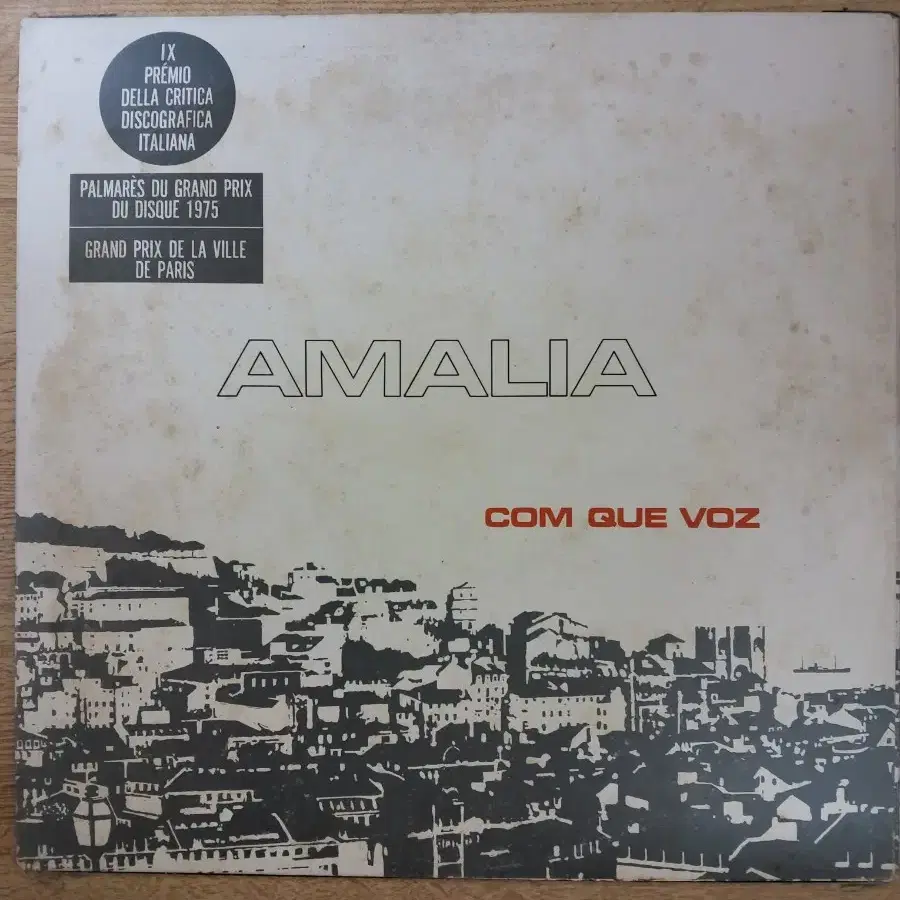 IX
PRÉMIO
DELLA CRITICA
DISCOGRAFICA
ITALIANA
PALMARÈS DU GRAND PRIX
DU DISQUE 1975
GRAND PRIX DE LA VILLE
DE PARIS
AMALIA
COM QUE VOZ